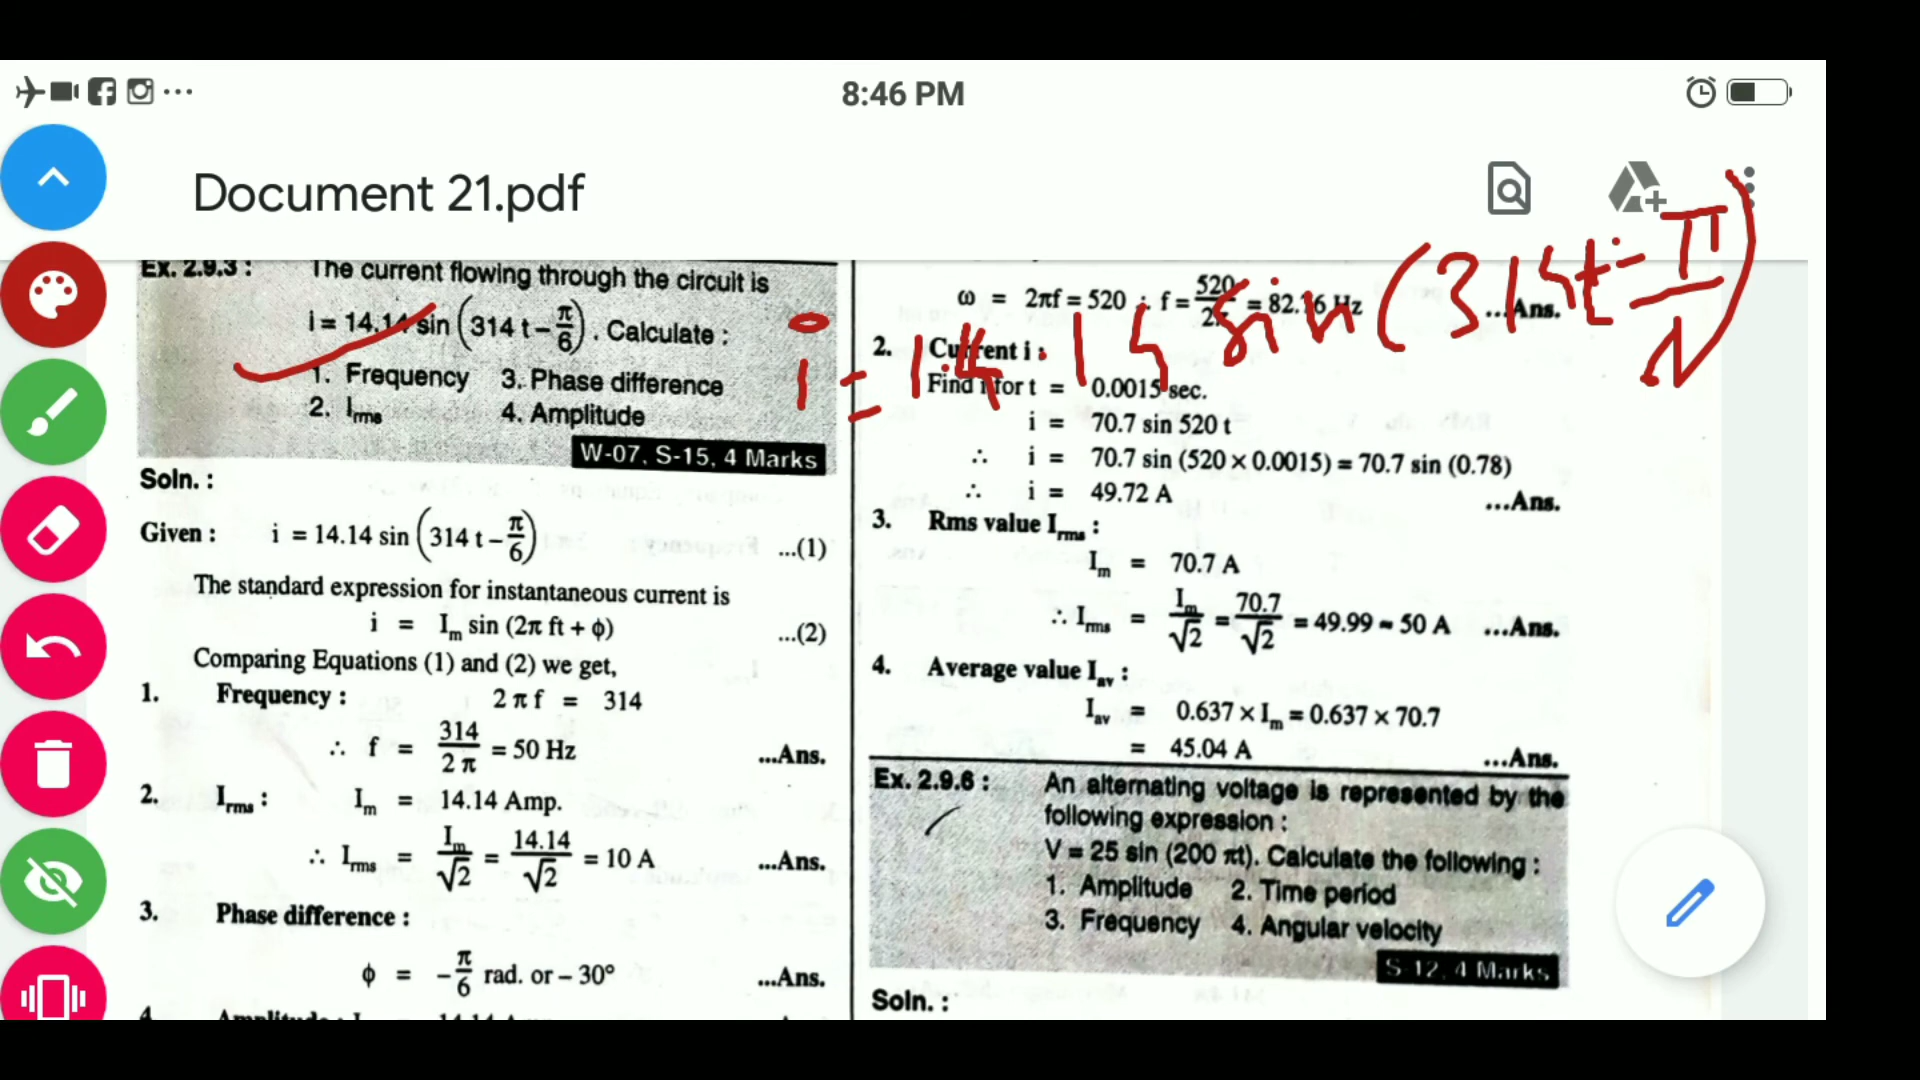 8:46 PM
Document 21.pdf
Ex. 2.9.3 : The current flowing through the circuit is
i = 14.14 sin (314 t – π/6) . Calculate :
1. Frequency 3. Phase difference
2. Irms 4. Amplitude
W-07, S-15, 4 Marks
Soln. :
Given : i = 14.14 sin (314 t – π/6) ...(1)
The standard expression for instantaneous current is
i = Im sin (2π ft + ϕ) ...(2)
Comparing Equations (1) and (2) we get,
1. Frequency : 2 π f = 314
∴ f = 314/2 π = 50 Hz ...Ans.
2. Irms : Im = 14.14 Amp.
∴ Irms = Im/√2 = 14.14/√2 = 10 A ...Ans.
3. Phase difference :
ϕ = – π/6 rad. or – 30° ...Ans.
4. Amplitude :
ω = 2πf = 520 ∴ f = 520/2π = 82.76 Hz ...Ans.
2. Current i :
Find i for t = 0.0015 sec.
i = 70.7 sin 520 t
∴ i = 70.7 sin (520 × 0.0015) = 70.7 sin (0.78)
∴ i = 49.72 A ...Ans.
3. Rms value Irms :
Im = 70.7 A
∴ Irms = Im/√2 = 70.7/√2 = 49.99 ≈ 50 A ...Ans.
4. Average value Iav :
Iav = 0.637 × Im = 0.637 × 70.7
= 45.04 A ...Ans.
Ex. 2.9.6 : An alternating voltage is represented by the
following expression :
V = 25 sin (200 πt). Calculate the following :
1. Amplitude 2. Time period
3. Frequency 4. Angular velocity
S-12, 4 Marks
Soln. :